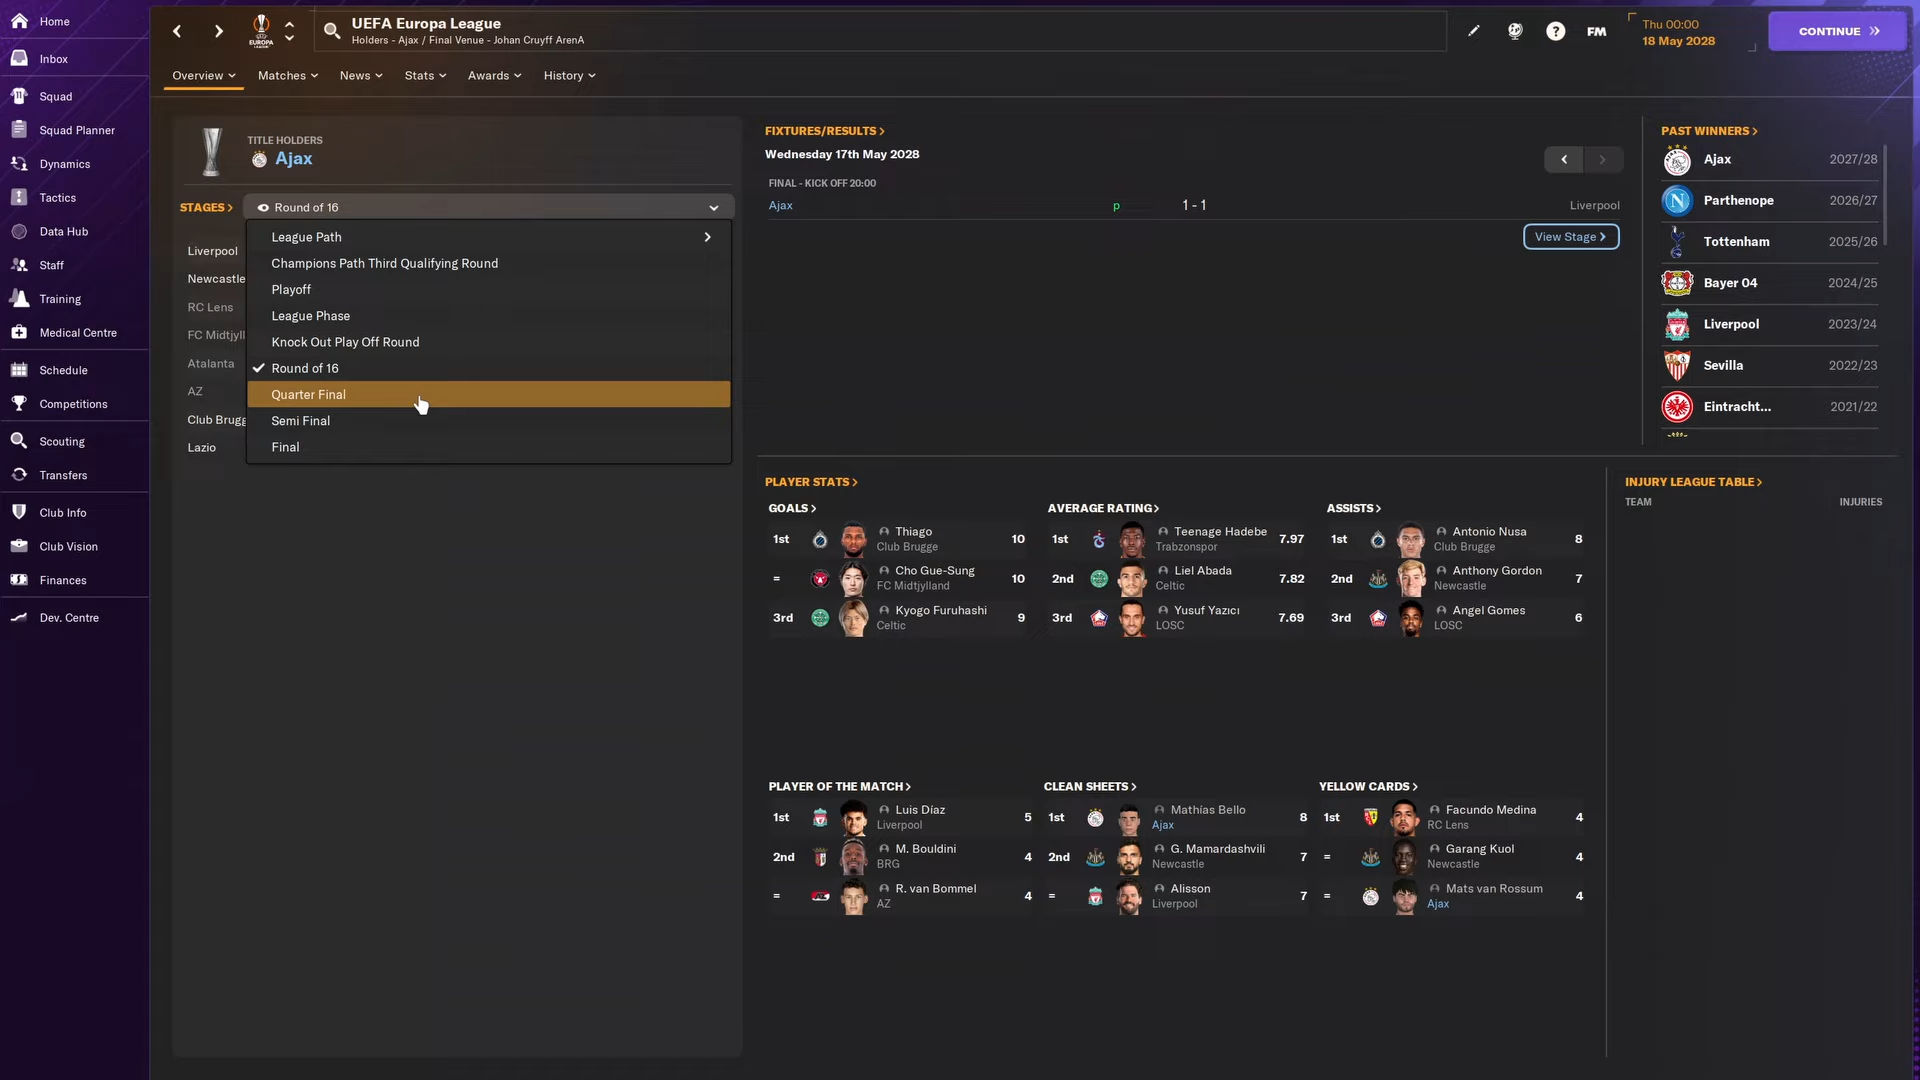 Home
Inbox
Squad
Squad Planner
Dynamics
Tactics
Data Hub
Staff
Training
Medical Centre
Schedule
Competitions
Scouting
Transfers
Club Info
Club Vision
Finances
Dev. Centre
EUROPA
UEFA Europa League
Holders - Ajax / Final Venue - Johan Cruyff ArenA
?
FM
Thu 00:00
18 May 2028
CONTINUE
Overview
Matches
News
Stats
Awards
History
TITLE HOLDERS
Ajax
STAGES
Round of 16
Liverpool
Newcastle
RC Lens
FC Midtjyll
Atalanta
AZ
Club Brugg
Lazio
League Path
Champions Path Third Qualifying Round
Playoff
League Phase
Knock Out Play Off Round
Round of 16
Quarter Final
Semi Final
Final
FIXTURES/RESULTS
Wednesday 17th May 2028
FINAL - KICK OFF 20:00
Ajax p 1 - 1 Liverpool
View Stage
PAST WINNERS
Ajax 2027/28
Parthenope 2026/27
Tottenham 2025/26
Bayer 04 2024/25
Liverpool 2023/24
Sevilla 2022/23
Eintracht... 2021/22
PLAYER STATS
GOALS
1st Thiago 10
Club Brugge
= Cho Gue-Sung 10
FC Midtjylland
3rd Kyogo Furuhashi 9
Celtic
AVERAGE RATING
1st Teenage Hadebe 7.97
Trabzonspor
2nd Liel Abada 7.82
Celtic
3rd Yusuf Yazıcı 7.69
LOSC
ASSISTS
1st Antonio Nusa 8
Club Brugge
2nd Anthony Gordon 7
Newcastle
3rd Angel Gomes 6
LOSC
PLAYER OF THE MATCH
1st Luis Díaz 5
Liverpool
2nd M. Bouldini 4
BRG
= R. van Bommel 4
AZ
CLEAN SHEETS
1st Mathías Bello 8
Ajax
2nd G. Mamardashvili 7
Newcastle
= Alisson 7
Liverpool
YELLOW CARDS
1st Facundo Medina 4
RC Lens
= Garang Kuol 4
Newcastle
= Mats van Rossum 4
Ajax
INJURY LEAGUE TABLE
TEAM INJURIES